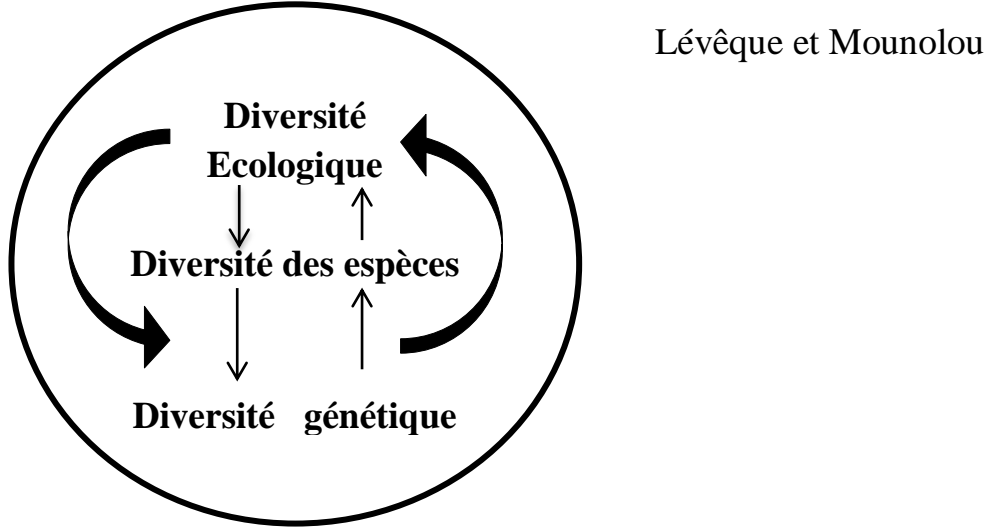 Lévêque et Mounolou
Diversité
Ecologique
Diversité des espèces
Diversité génétique